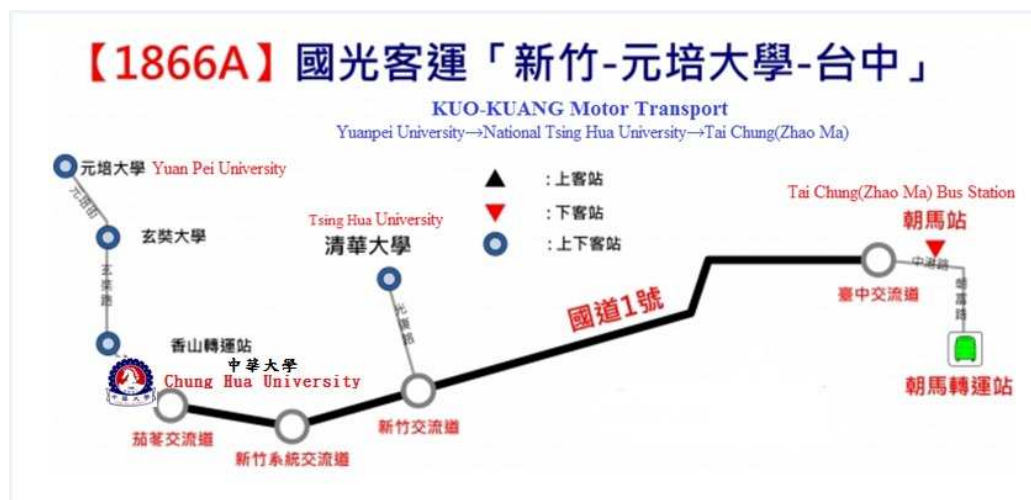 【1866A】國光客運「新竹-元培大學-台中」
KUO-KUANG Motor Transport
Yuanpei University→National Tsing Hua University→Tai Chung(Zhao Ma)
元培大學 Yuan Pei University
元培街
玄奘大學
玄奘路
香山轉運站
中華大學
Chung Hua University
中華大學
茄苳交流道
新竹系統交流道
新竹交流道
Tsing Hua University
清華大學
光復路
: 上客站
: 下客站
: 上下客站
國道1號
Tai Chung(Zhao Ma) Bus Station
朝馬站
中港路
臺中交流道
朝富路
朝馬轉運站